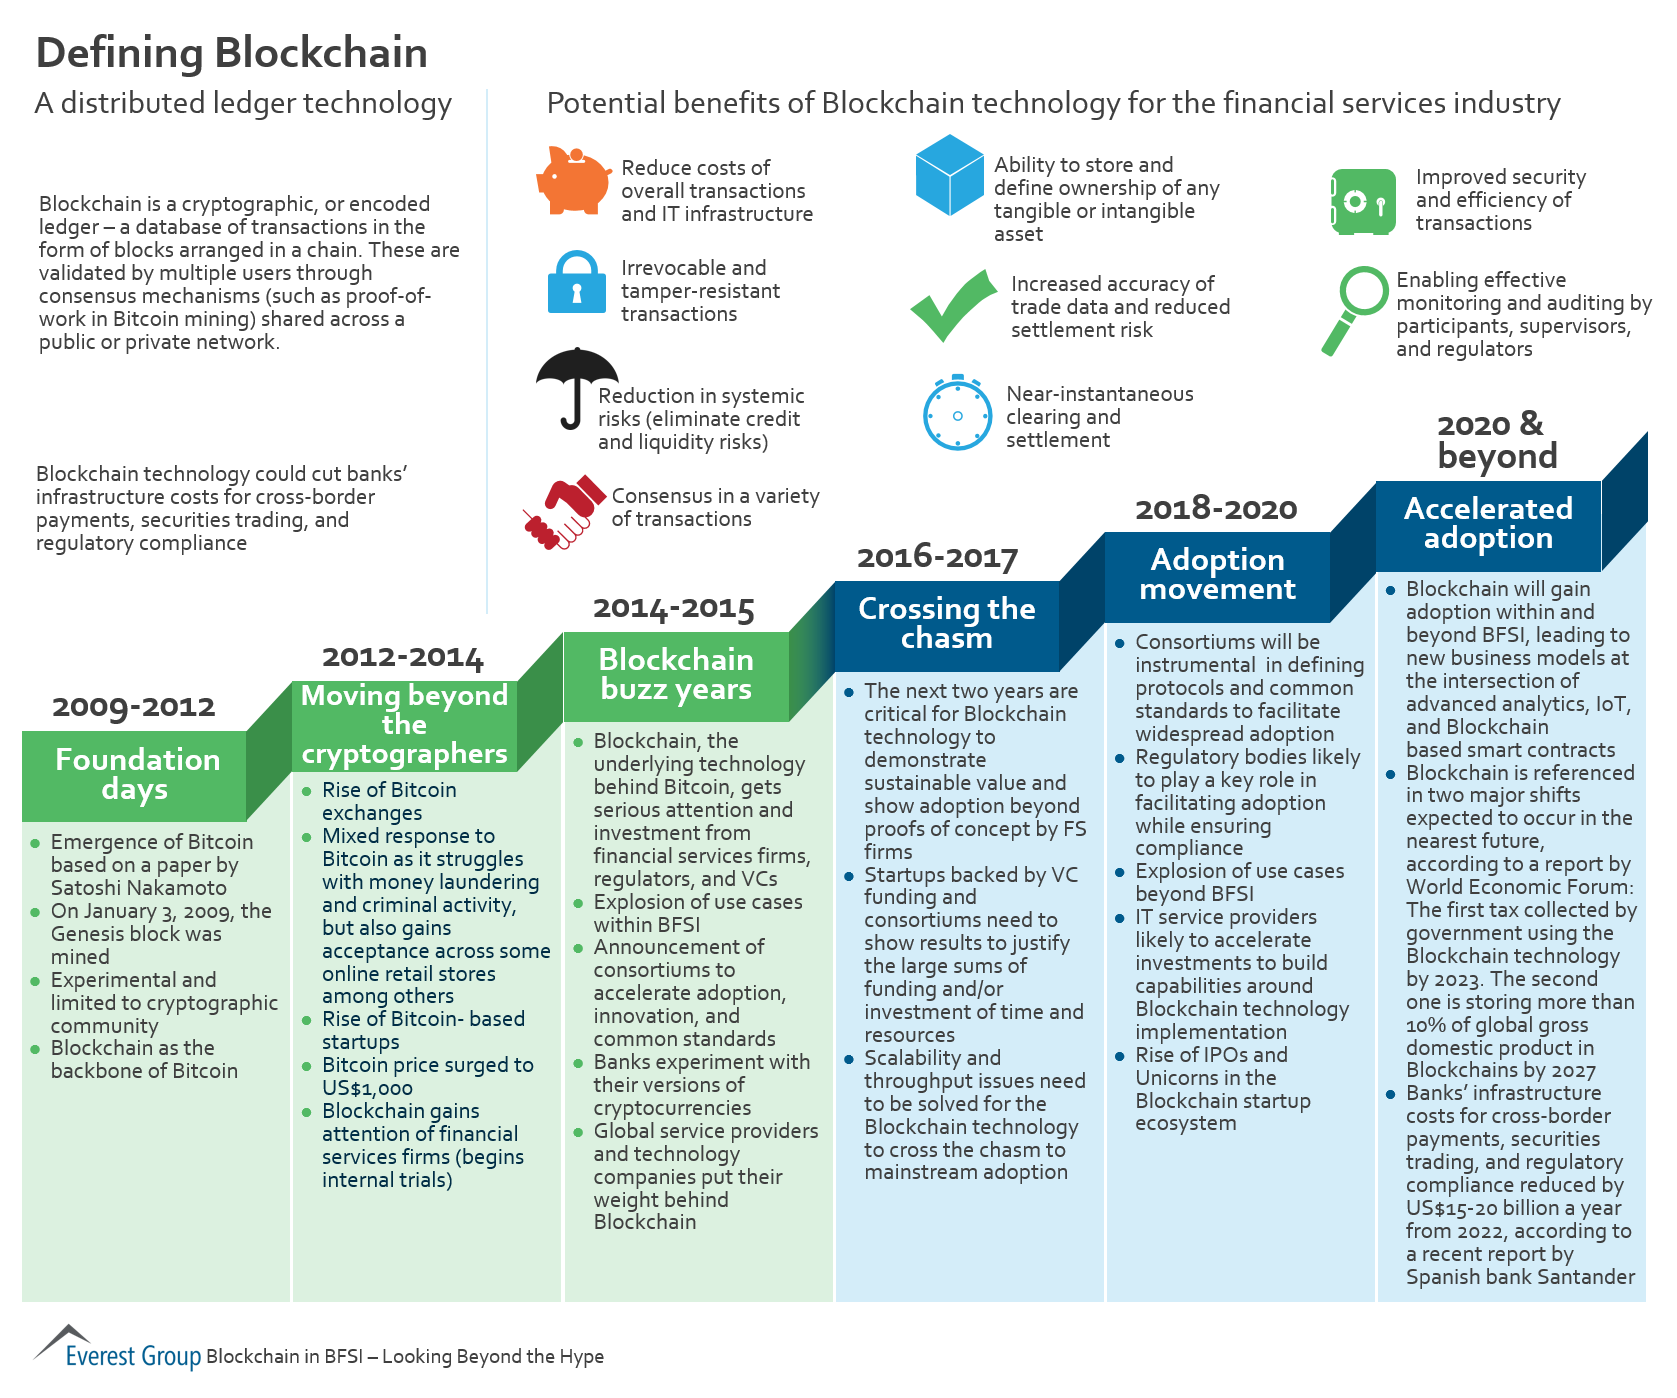 Defining Blockchain
A distributed ledger technology
Blockchain is a cryptographic, or encoded
ledger – a database of transactions in the
form of blocks arranged in a chain. These are
validated by multiple users through
consensus mechanisms (such as proof-of-
work in Bitcoin mining) shared across a
public or private network.
Blockchain technology could cut banks’
infrastructure costs for cross-border
payments, securities trading, and
regulatory compliance
Potential benefits of Blockchain technology for the financial services industry
Reduce costs of
overall transactions
and IT infrastructure
Irrevocable and
tamper-resistant
transactions
Reduction in systemic
risks (eliminate credit
and liquidity risks)
Consensus in a variety
of transactions
Ability to store and
define ownership of any
tangible or intangible
asset
Increased accuracy of
trade data and reduced
settlement risk
Near-instantaneous
clearing and
settlement
Improved security
and efficiency of
transactions
Enabling effective
monitoring and auditing by
participants, supervisors,
and regulators
2009-2012
Foundation
days
• Emergence of Bitcoin
based on a paper by
Satoshi Nakamoto
• On January 3, 2009, the
Genesis block was
mined
• Experimental and
limited to cryptographic
community
• Blockchain as the
backbone of Bitcoin
2012-2014
Moving beyond
the
cryptographers
• Rise of Bitcoin
exchanges
• Mixed response to
Bitcoin as it struggles
with money laundering
and criminal activity,
but also gains
acceptance across some
online retail stores
among others
• Rise of Bitcoin- based
startups
• Bitcoin price surged to
US$1,000
• Blockchain gains
attention of financial
services firms (begins
internal trials)
2014-2015
Blockchain
buzz years
• Blockchain, the
underlying technology
behind Bitcoin, gets
serious attention and
investment from
financial services firms,
regulators, and VCs
• Explosion of use cases
within BFSI
• Announcement of
consortiums to
accelerate adoption,
innovation, and
common standards
• Banks experiment with
their versions of
cryptocurrencies
• Global service providers
and technology
companies put their
weight behind
Blockchain
2016-2017
Crossing the
chasm
• The next two years are
critical for Blockchain
technology to
demonstrate
sustainable value and
show adoption beyond
proofs of concept by FS
firms
• Startups backed by VC
funding and
consortiums need to
show results to justify
the large sums of
funding and/or
investment of time and
resources
• Scalability and
throughput issues need
to be solved for the
Blockchain technology
to cross the chasm to
mainstream adoption
2018-2020
Adoption
movement
• Consortiums will be
instrumental in defining
protocols and common
standards to facilitate
widespread adoption
• Regulatory bodies likely
to play a key role in
facilitating adoption
while ensuring
compliance
• Explosion of use cases
beyond BFSI
• IT service providers
likely to accelerate
investments to build
capabilities around
Blockchain technology
implementation
• Rise of IPOs and
Unicorns in the
Blockchain startup
ecosystem
2020 &
beyond
Accelerated
adoption
• Blockchain will gain
adoption within and
beyond BFSI, leading to
new business models at
the intersection of
advanced analytics, IoT,
and Blockchain
based smart contracts
• Blockchain is referenced
in two major shifts
expected to occur in the
nearest future,
according to a report by
World Economic Forum:
The first tax collected by
government using the
Blockchain technology
by 2023. The second
one is storing more than
10% of global gross
domestic product in
Blockchains by 2027
• Banks’ infrastructure
costs for cross-border
payments, securities
trading, and regulatory
compliance reduced by
US$15-20 billion a year
from 2022, according to
a recent report by
Spanish bank Santander
Everest Group Blockchain in BFSI – Looking Beyond the Hype